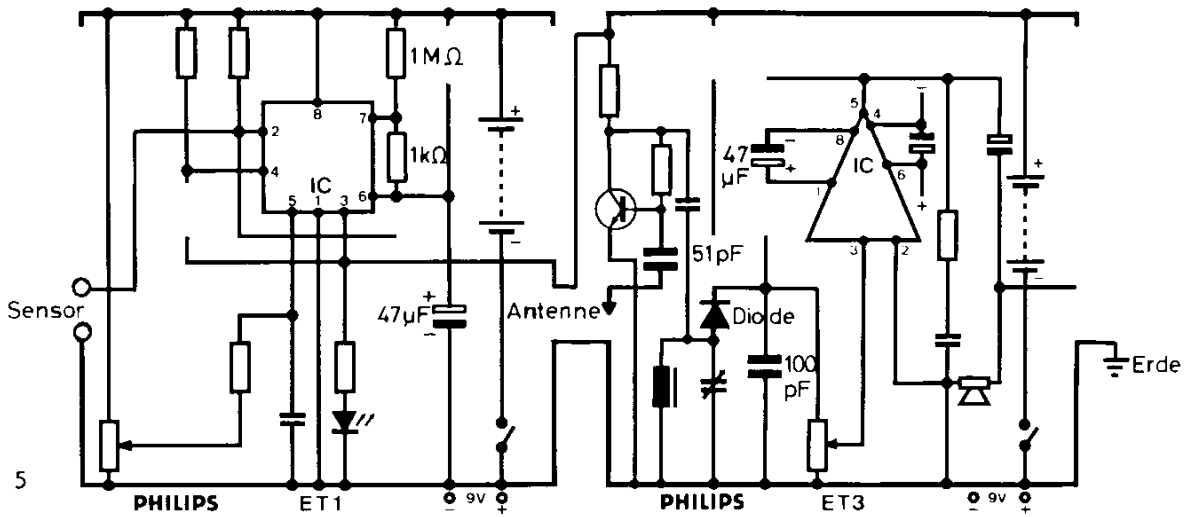 1MΩ
8
2
7
1kΩ
4
IC
5 1 3
6
+
−
Sensor
+
47µF
−
5
PHILIPS
ET1
− 9V +
5
4
−
8
47
µF
−
+
IC
6
1
+
3
2
51pF
Antenne
Diode
100
pF
+
−
Erde
PHILIPS
ET3
− 9V +